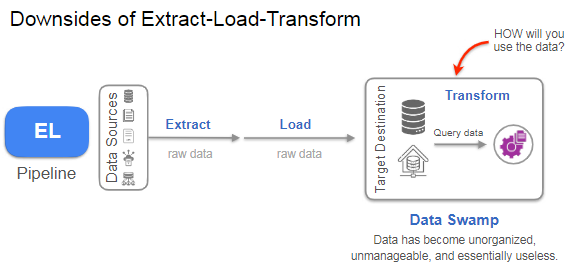 Downsides of Extract-Load-Transform
HOW will you
use the data?
EL
Pipeline
Data Sources
Extract
raw data
Load
raw data
Target Destination
Transform
Query data
Data Swamp
Data has become unorganized,
unmanageable, and essentially useless.